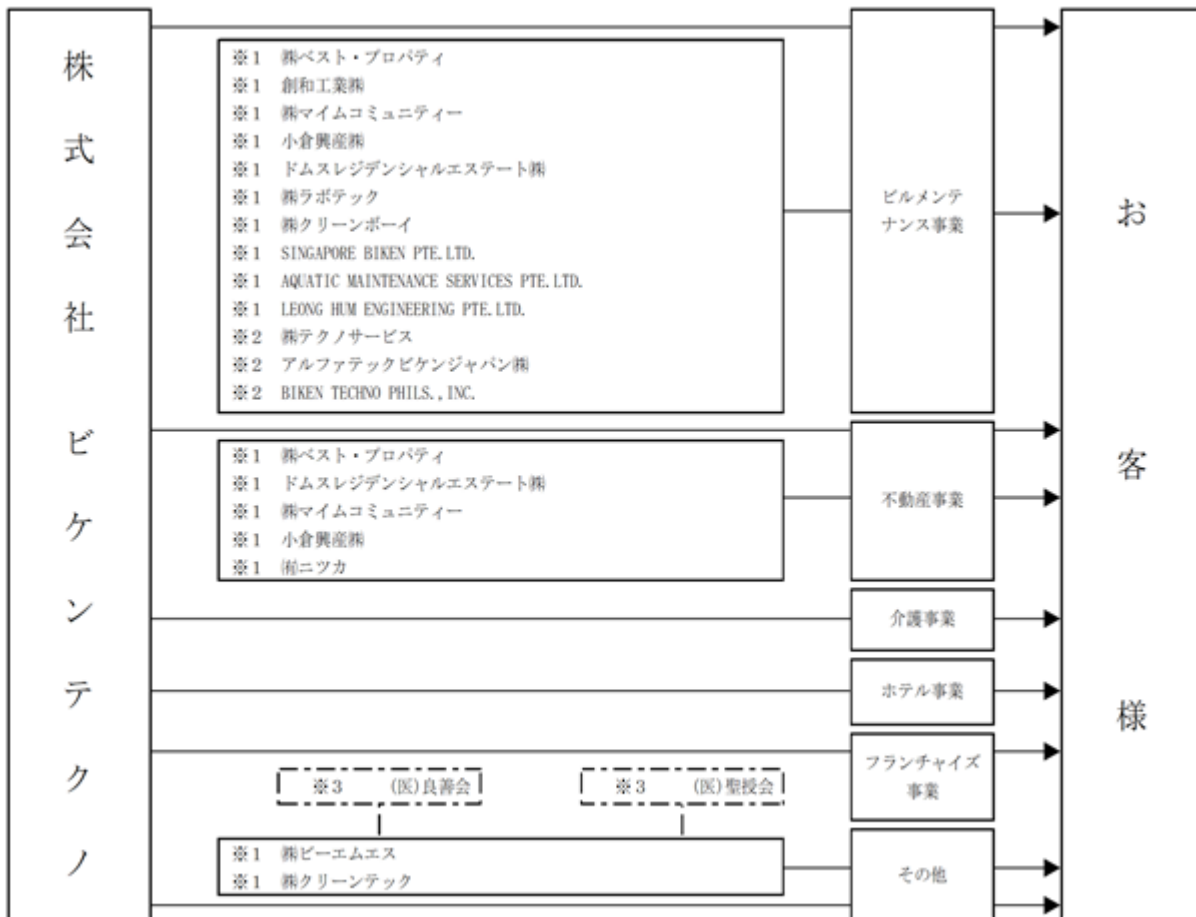 株式会社ビケンテクノ
※1 ㈱ベスト・プロパティ
※1 創和工業㈱
※1 ㈱マイムコミュニティー
※1 小倉興産㈱
※1 ドムスレジデンシャルエステート㈱
※1 ㈱ラボテック
※1 ㈱クリーンボーイ
※1 SINGAPORE BIKEN PTE.LTD.
※1 AQUATIC MAINTENANCE SERVICES PTE.LTD.
※1 LEONG HUM ENGINEERING PTE.LTD.
※2 ㈱テクノサービス
※2 アルファテックビケンジャパン㈱
※2 BIKEN TECHNO PHILS.,INC.
ビルメンテ
ナンス事業
※1 ㈱ベスト・プロパティ
※1 ドムスレジデンシャルエステート㈱
※1 ㈱マイムコミュニティー
※1 小倉興産㈱
※1 ㈲ニツカ
不動産事業
介護事業
ホテル事業
フランチャイズ
事業
※3 (医)良善会
※3 (医)聖授会
※1 ㈱ビーエムエス
※1 ㈱クリーンテック
その他
お客様